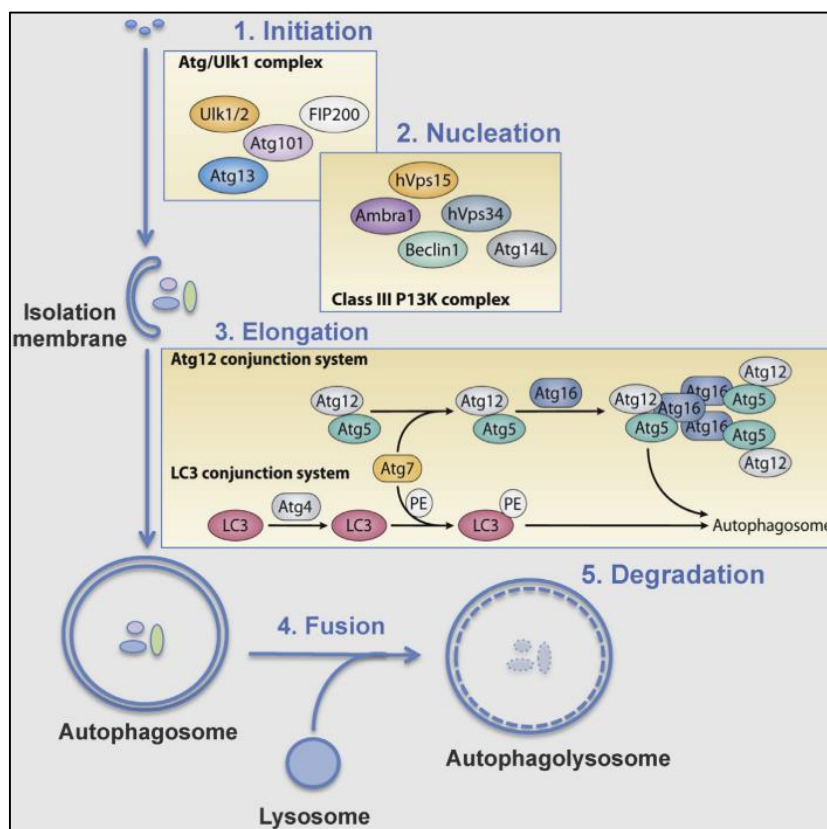 1. Initiation
Atg/Ulk1 complex
Ulk1/2
FIP200
Atg101
Atg13
2. Nucleation
hVps15
Ambra1
hVps34
Beclin1
Atg14L
Class III P13K complex
Isolation
membrane
3. Elongation
Atg12 conjunction system
Atg12
Atg5
Atg12
Atg5
Atg16
Atg12
Atg5
Atg16
Atg16
Atg16
Atg12
Atg5
Atg5
Atg12
Atg7
LC3 conjunction system
LC3
Atg4
LC3
PE
LC3
PE
Autophagosome
5. Degradation
4. Fusion
Autophagosome
Lysosome
Autophagolysosome